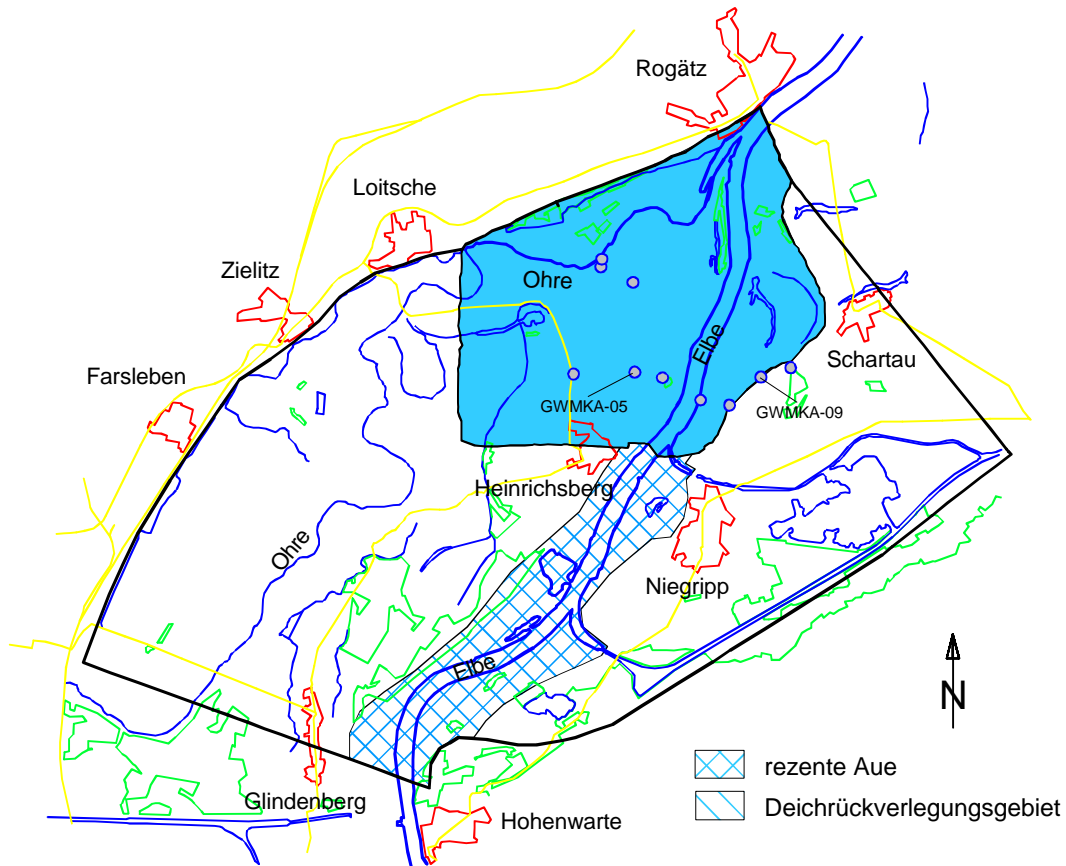 Rogätz
Loitsche
Zielitz
Ohre
Elbe
Schartau
Farsleben
GWMKA-05
GWMKA-09
Heinrichsberg
Ohre
Niegripp
Elbe
N
rezente Aue
Glindenberg
Hohenwarte
Deichrückverlegungsgebiet